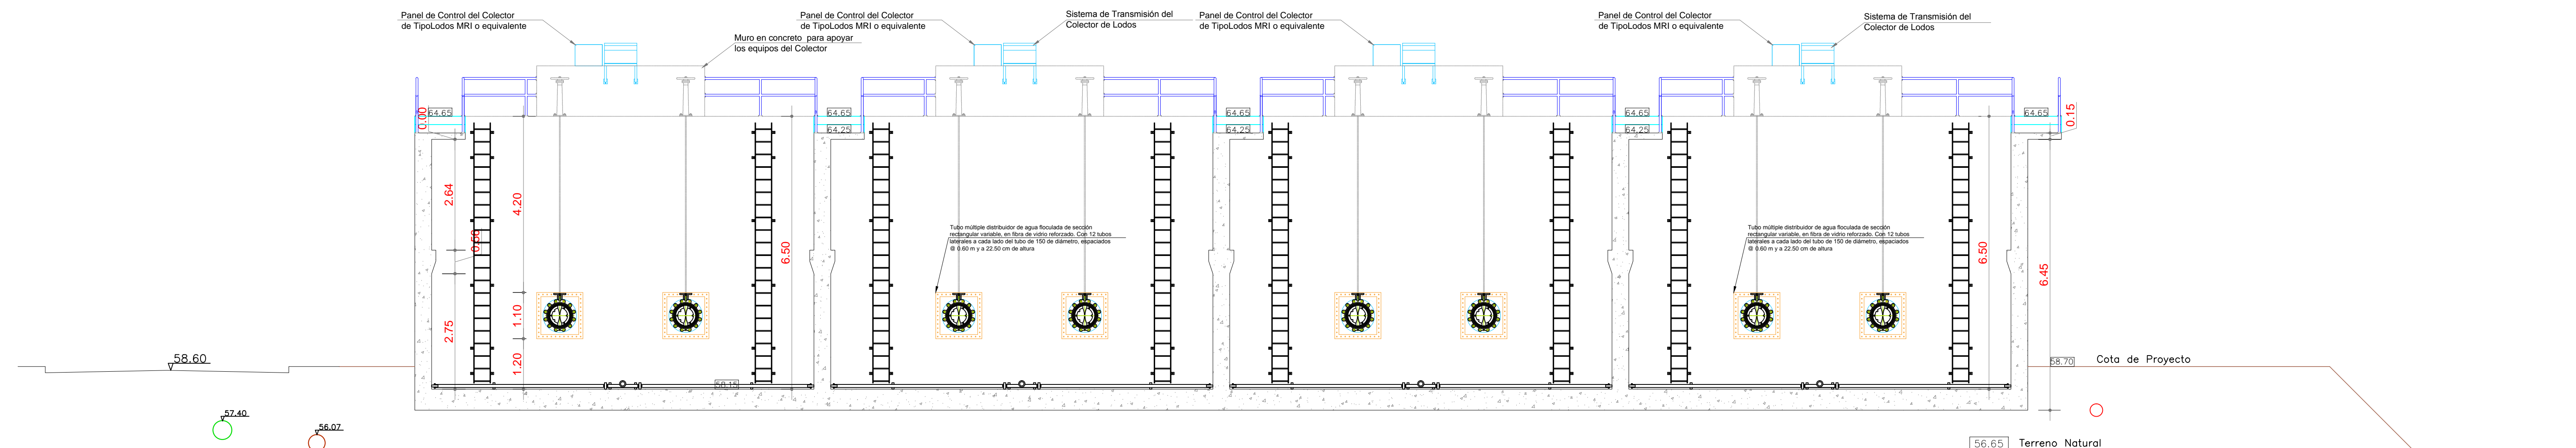 Panel de Control del Colector
de TipoLodos MRI o equivalente
Muro en concreto para apoyar
los equipos del Colector
Panel de Control del Colector
de TipoLodos MRI o equivalente
Sistema de Transmisión del
Colector de Lodos
Panel de Control del Colector
de TipoLodos MRI o equivalente
Panel de Control del Colector
de TipoLodos MRI o equivalente
Sistema de Transmisión del
Colector de Lodos
0.00
64.65
64.65
64.25
64.65
64.25
64.65
64.25
64.65
0.15
2.64
4.20
0.50
6.50
2.75
1.10
1.20
Tubo múltiple distribuidor de agua floculada de sección
rectangular variable, en fibra de vidrio reforzado. Con 12 tubos
laterales a cada lado del tubo de 150 de diámetro, espaciados
@ 0.60 m y a 22.50 cm de altura
Tubo múltiple distribuidor de agua floculada de sección
rectangular variable, en fibra de vidrio reforzado. Con 12 tubos
laterales a cada lado del tubo de 150 de diámetro, espaciados
@ 0.60 m y a 22.50 cm de altura
6.50
6.45
58.60
58.15
58.70
Cota de Proyecto
57.40
56.07
56.65
Terreno Natural